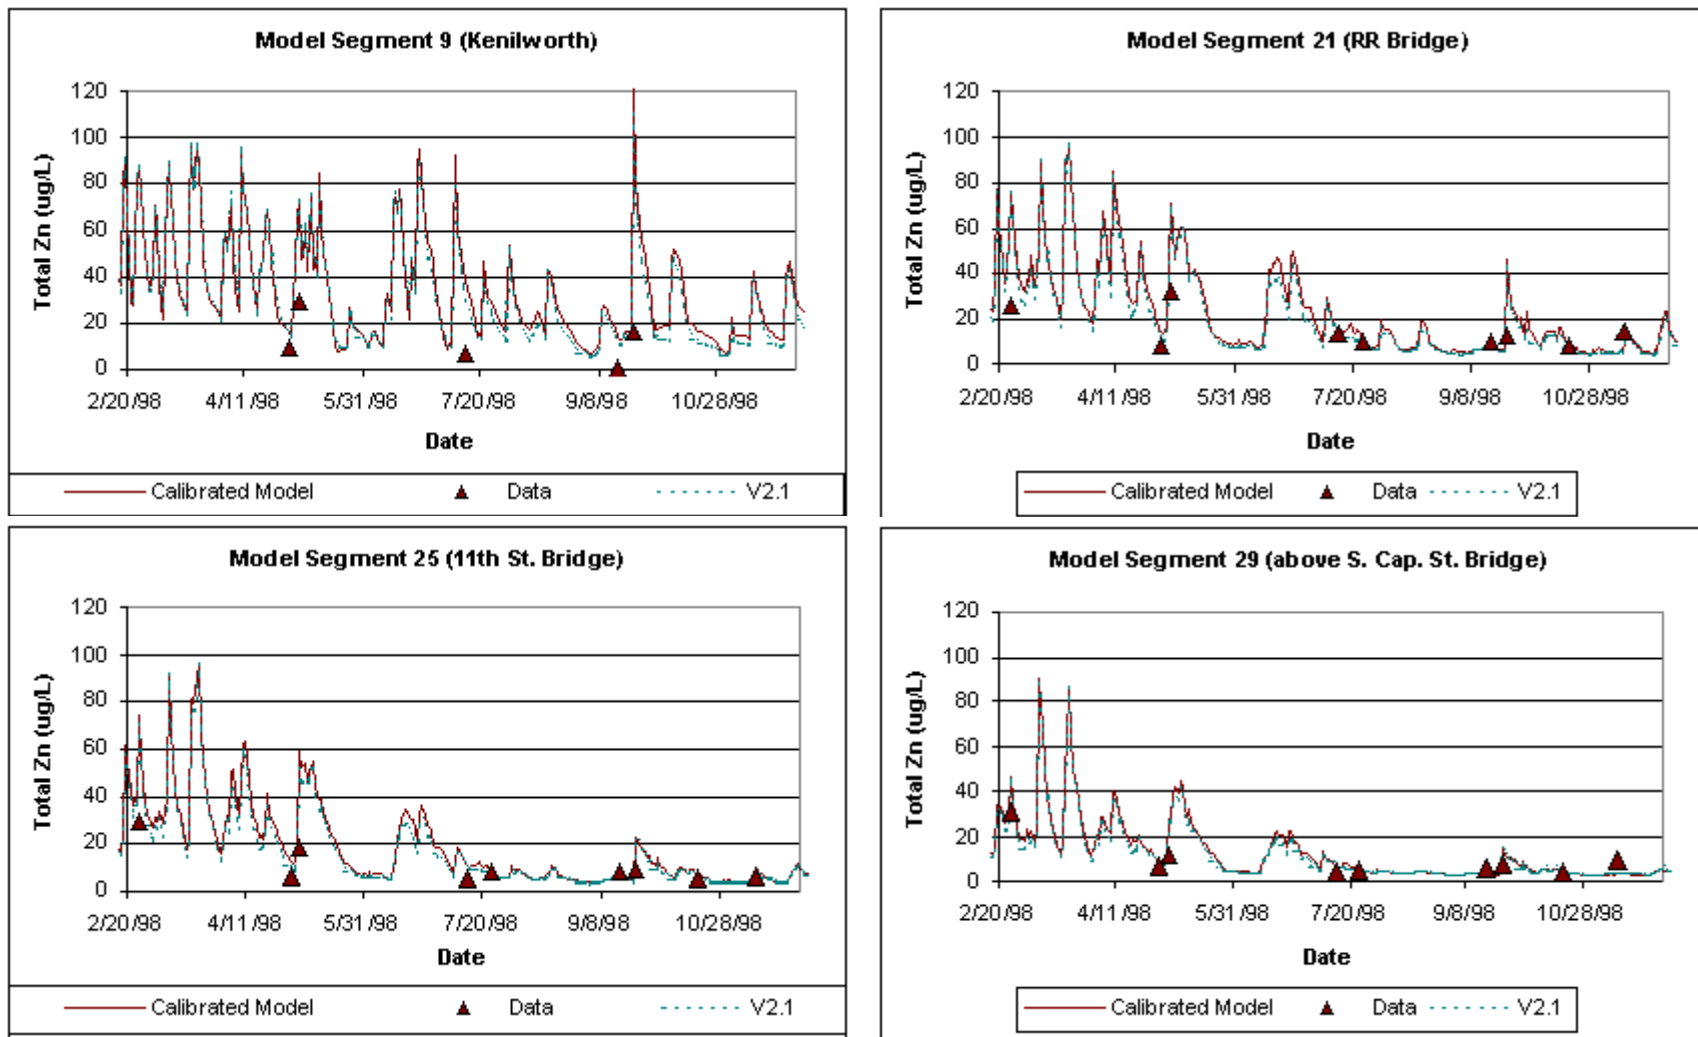 Model Segment 9 (Kenilworth)
Total Zn (ug/L)
120
100
80
60
40
20
0
2/20/98 4/11/98 5/31/98 7/20/98 9/8/98 10/28/98
Date
Calibrated Model Data V2.1
Model Segment 21 (RR Bridge)
Total Zn (ug/L)
120
100
80
60
40
20
0
2/20/98 4/11/98 5/31/98 7/20/98 9/8/98 10/28/98
Date
Calibrated Model Data V2.1
Model Segment 25 (11th St. Bridge)
Total Zn (ug/L)
120
100
80
60
40
20
0
2/20/98 4/11/98 5/31/98 7/20/98 9/8/98 10/28/98
Date
Calibrated Model Data V2.1
Model Segment 29 (above S. Cap. St. Bridge)
Total Zn (ug/L)
120
100
80
60
40
20
0
2/20/98 4/11/98 5/31/98 7/20/98 9/8/98 10/28/98
Date
Calibrated Model Data V2.1